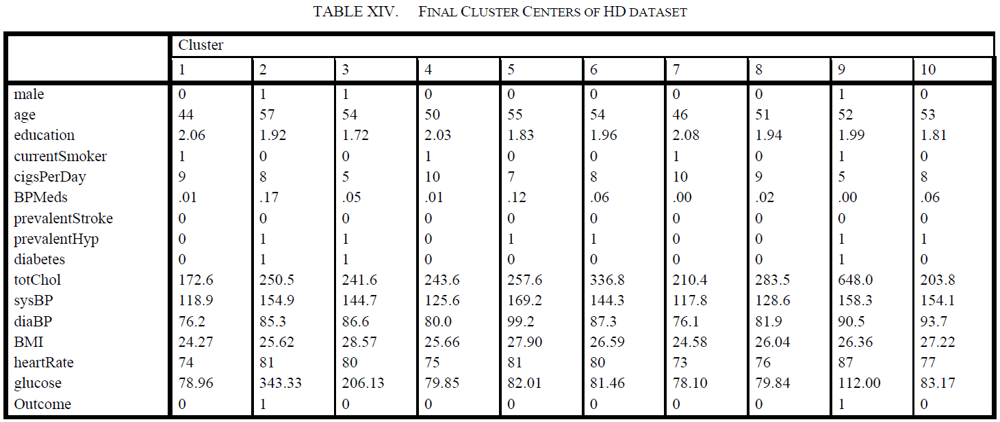 TABLE XIV. FINAL CLUSTER CENTERS OF HD DATASET
Cluster
1 2 3 4 5 6 7 8 9 10
male 0 1 1 0 0 0 0 0 1 0
age 44 57 54 50 55 54 46 51 52 53
education 2.06 1.92 1.72 2.03 1.83 1.96 2.08 1.94 1.99 1.81
currentSmoker 1 0 0 1 0 0 1 0 1 0
cigsPerDay 9 8 5 10 7 8 10 9 5 8
BPMeds .01 .17 .05 .01 .12 .06 .00 .02 .00 .06
prevalentStroke 0 0 0 0 0 0 0 0 0 0
prevalentHyp 0 1 1 0 1 1 0 0 1 1
diabetes 0 1 1 0 0 0 0 0 1 0
totChol 172.6 250.5 241.6 243.6 257.6 336.8 210.4 283.5 648.0 203.8
sysBP 118.9 154.9 144.7 125.6 169.2 144.3 117.8 128.6 158.3 154.1
diaBP 76.2 85.3 86.6 80.0 99.2 87.3 76.1 81.9 90.5 93.7
BMI 24.27 25.62 28.57 25.66 27.90 26.59 24.58 26.04 26.36 27.22
heartRate 74 81 80 75 81 80 73 76 87 77
glucose 78.96 343.33 206.13 79.85 82.01 81.46 78.10 79.84 112.00 83.17
Outcome 0 1 0 0 0 0 0 0 1 0